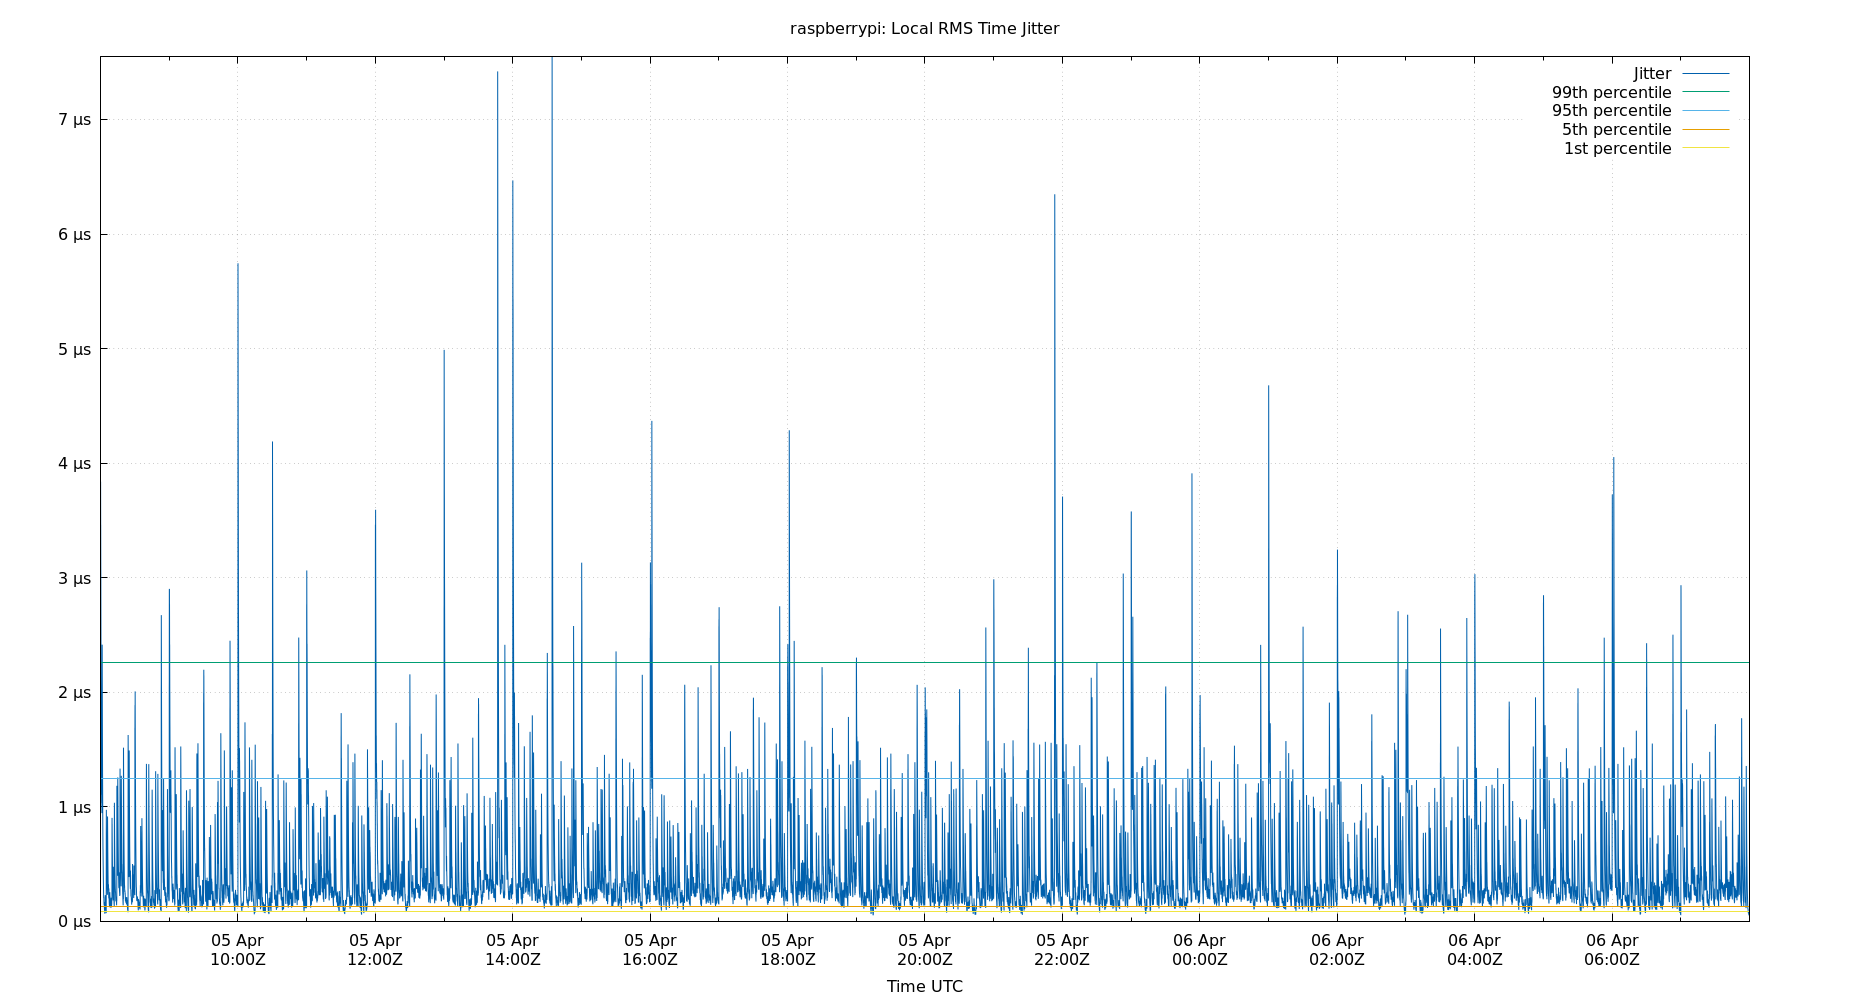 raspberrypi: Local RMS Time Jitter
Jitter
99th percentile
95th percentile
5th percentile
1st percentile
7 µs
6 µs
5 µs
4 µs
3 µs
2 µs
1 µs
0 µs
05 Apr 05 Apr 05 Apr 05 Apr 05 Apr 05 Apr 05 Apr 06 Apr 06 Apr 06 Apr 06 Apr
10:00Z 12:00Z 14:00Z 16:00Z 18:00Z 20:00Z 22:00Z 00:00Z 02:00Z 04:00Z 06:00Z
Time UTC